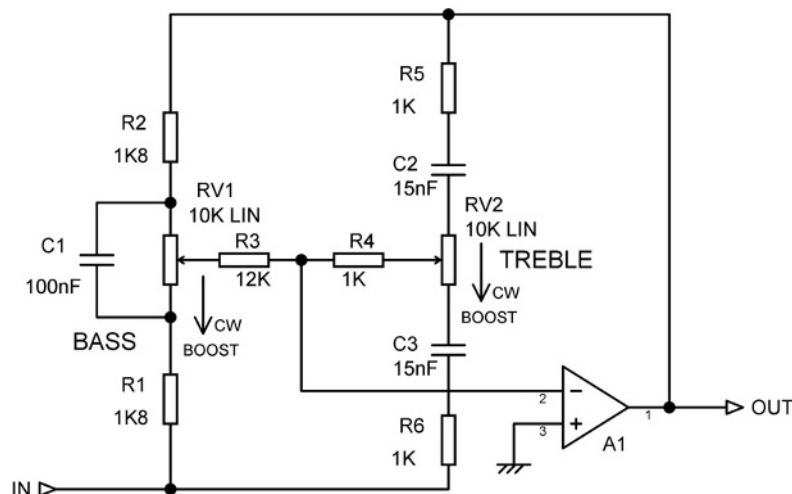 R5
1K
R2
1K8
C2
15nF
RV1
10K LIN
RV2
10K LIN
C1
100nF
R3
12K
R4
1K
TREBLE
CW
BOOST
CW
BOOST
BASS
C3
15nF
R1
1K8
R6
1K
2
3
1
A1
OUT
IN